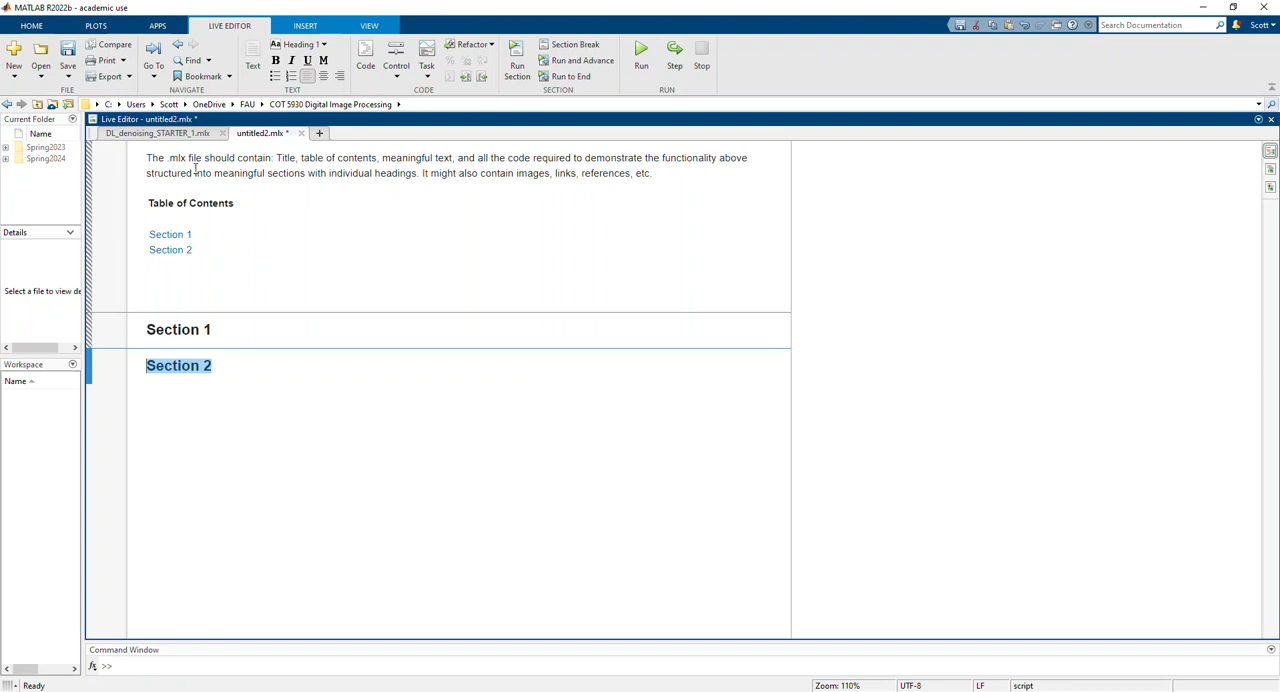 MATLAB R2022b - academic use
HOME PLOTS APPS LIVE EDITOR INSERT VIEW Search Documentation Scott
New Open Save Compare Print Export Go To Find Bookmark Text Aa Heading 1 B I U M Code Control Task Refactor Run Section Section Break Run and Advance Run to End Run Step Stop
FILE NAVIGATE TEXT CODE SECTION RUN
C: Users Scott OneDrive FAU COT 5930 Digital Image Processing
Current Folder
Name
Spring2023
Spring2024
Details
Select a file to view de
Workspace
Name
Live Editor - untitled2.mlx *
DL_denoising_STARTER_1.mlx untitled2.mlx * +
The .mlx file should contain: Title, table of contents, meaningful text, and all the code required to demonstrate the functionality above
structured into meaningful sections with individual headings. It might also contain images, links, references, etc.
Table of Contents
Section 1
Section 2
Section 1
Section 2
Command Window
fx >>
Ready Zoom: 110% UTF-8 LF script